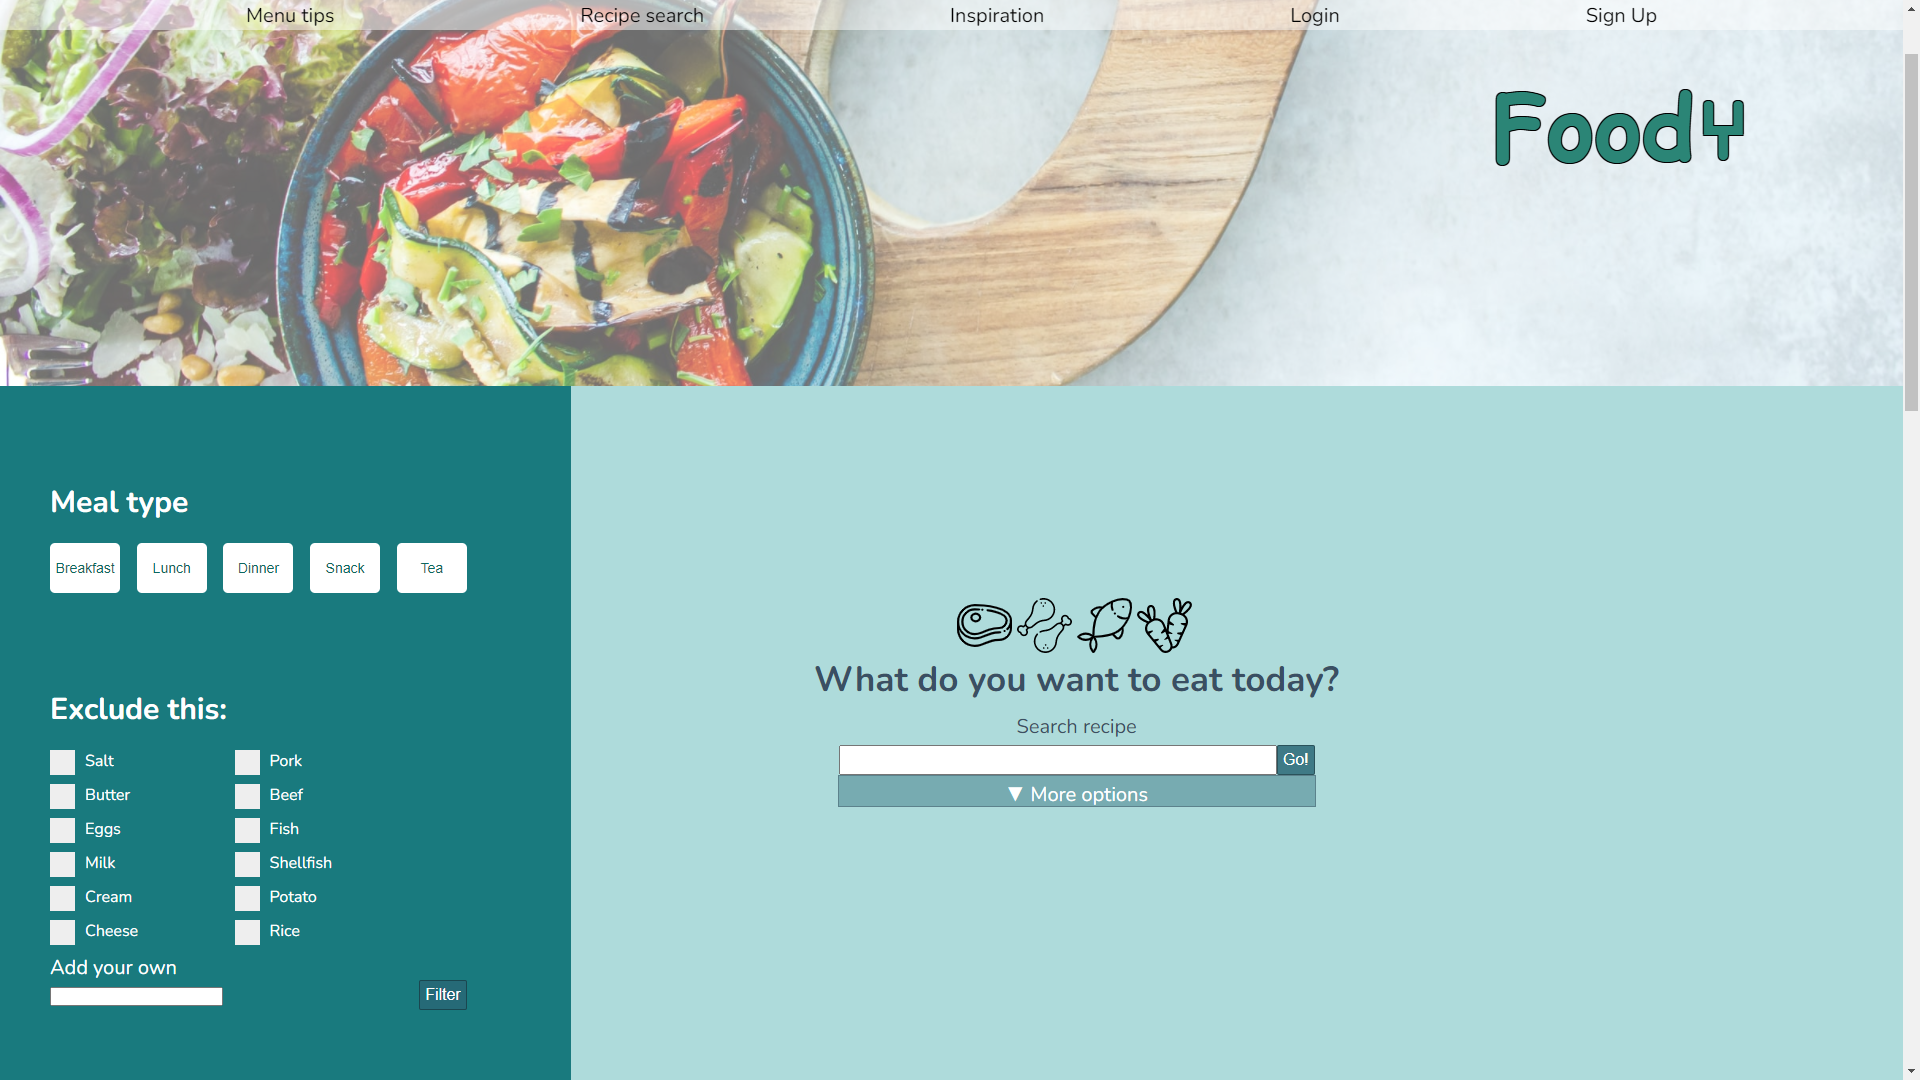 Menu tips Recipe search Inspiration Login Sign Up
Foody
Meal type
Breakfast Lunch Dinner Snack Tea
Exclude this:
Salt Pork
Butter Beef
Eggs Fish
Milk Shellfish
Cream Potato
Cheese Rice
Add your own
Filter
What do you want to eat today?
Search recipe
Go!
▼ More options